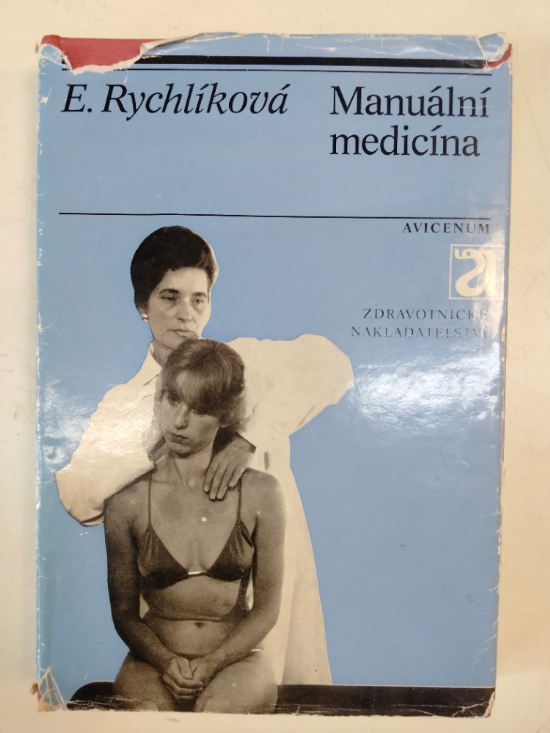 E. Rychlíková
Manuální
medicína
AVICENUM
ZDRAVOTNICKÉ
NAKLADATELSTVÍ